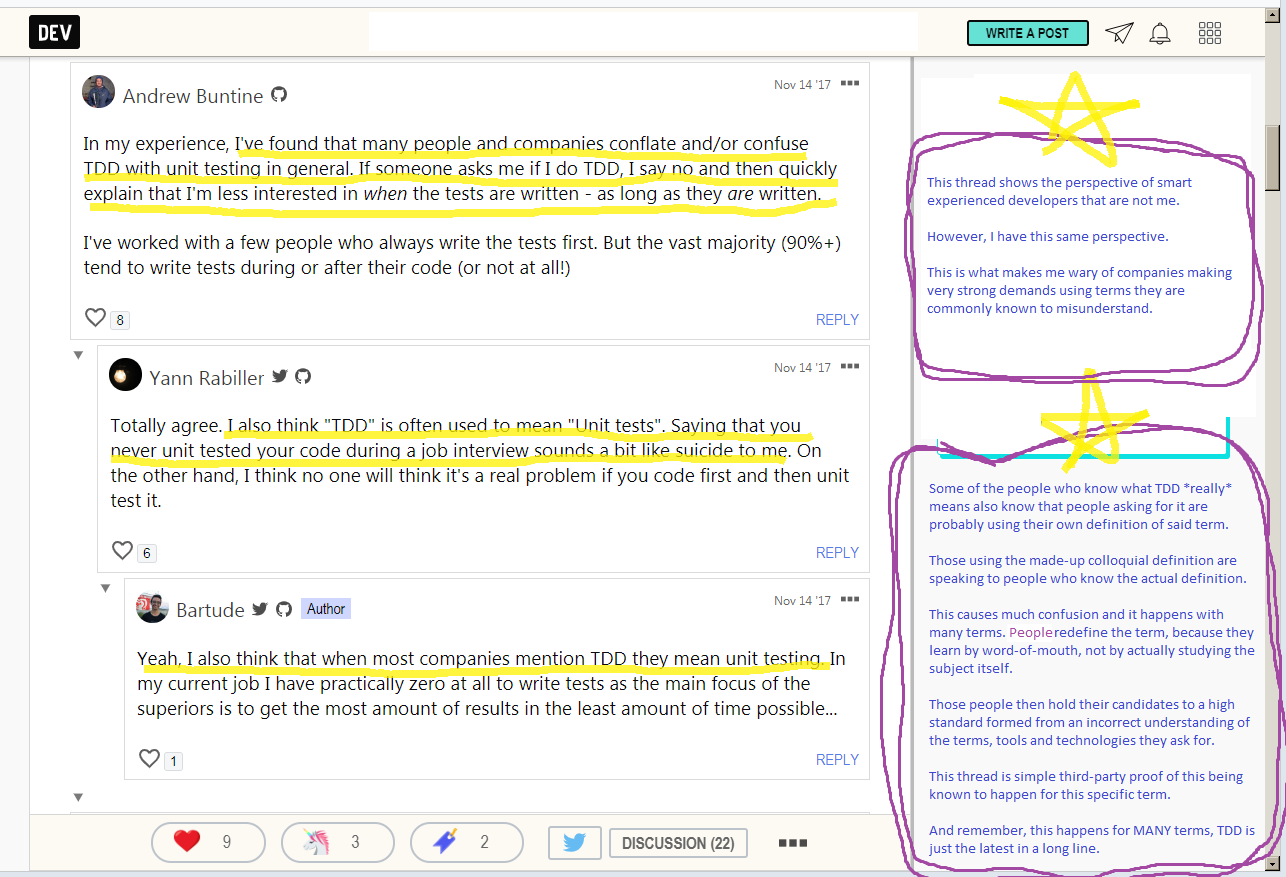 DEV
WRITE A POST
Andrew Buntine
Nov 14 '17
In my experience, I've found that many people and companies conflate and/or confuse
TDD with unit testing in general. If someone asks me if I do TDD, I say no and then quickly
explain that I'm less interested in when the tests are written - as long as they are written.
I've worked with a few people who always write the tests first. But the vast majority (90%+)
tend to write tests during or after their code (or not at all!)
8
REPLY
Yann Rabiller
Nov 14 '17
Totally agree. I also think "TDD" is often used to mean "Unit tests". Saying that you
never unit tested your code during a job interview sounds a bit like suicide to me. On
the other hand, I think no one will think it's a real problem if you code first and then unit
test it.
6
REPLY
Bartude
Author
Nov 14 '17
Yeah, I also think that when most companies mention TDD they mean unit testing. In
my current job I have practically zero at all to write tests as the main focus of the
superiors is to get the most amount of results in the least amount of time possible...
1
REPLY
9
3
2
DISCUSSION (22)
This thread shows the perspective of smart
experienced developers that are not me.
However, I have this same perspective.
This is what makes me wary of companies making
very strong demands using terms they are
commonly known to misunderstand.
Some of the people who know what TDD *really*
means also know that people asking for it are
probably using their own definition of said term.
Those using the made-up colloquial definition are
speaking to people who know the actual definition.
This causes much confusion and it happens with
many terms. People redefine the term, because they
learn by word-of-mouth, not by actually studying the
subject itself.
Those people then hold their candidates to a high
standard formed from an incorrect understanding of
the terms, tools and technologies they ask for.
This thread is simple third-party proof of this being
known to happen for this specific term.
And remember, this happens for MANY terms, TDD is
just the latest in a long line.